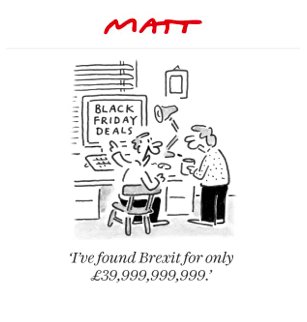 MATT
BLACK
FRIDAY
DEALS
‘I’ve found Brexit for only
£39,999,999,999.’